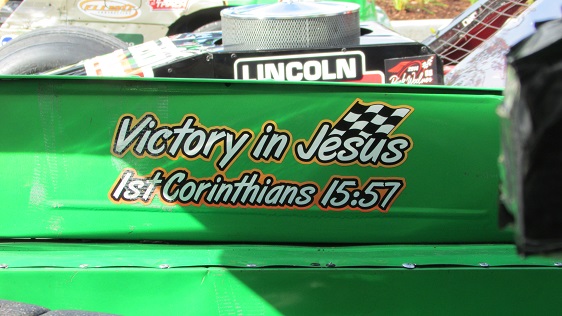 LINCOLN
Victory in Jesus
1st Corinthians 15:57